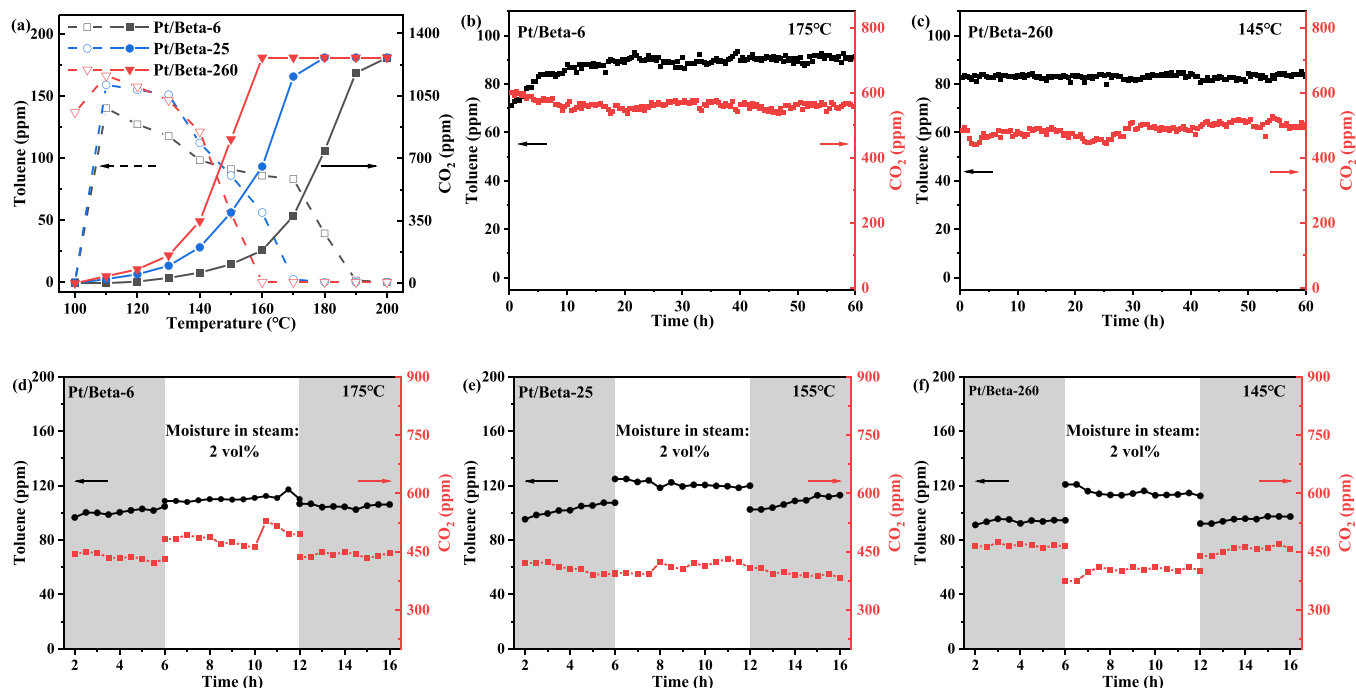 (a)
Pt/Beta-6
Pt/Beta-25
Pt/Beta-260
Toluene (ppm)
200
150
100
50
0
CO2 (ppm)
1400
1050
700
350
0
100 120 140 160 180 200
Temperature (℃)
(b)
Pt/Beta-6
175℃
Toluene (ppm)
100
80
60
40
20
0
CO2 (ppm)
800
600
400
200
0
0 10 20 30 40 50 60
Time (h)
(c)
Pt/Beta-260
145℃
Toluene (ppm)
100
80
60
40
20
0
CO2 (ppm)
800
600
400
200
0
0 10 20 30 40 50 60
Time (h)
(d)
Pt/Beta-6
175℃
Moisture in steam:
2 vol%
Toluene (ppm)
200
160
120
80
40
0
CO2 (ppm)
900
750
600
450
300
2 4 6 8 10 12 14 16
Time (h)
(e)
Pt/Beta-25
155℃
Moisture in steam:
2 vol%
Toluene (ppm)
200
160
120
80
40
0
CO2 (ppm)
900
750
600
450
300
2 4 6 8 10 12 14 16
Time (h)
(f)
Pt/Beta-260
145℃
Moisture in steam:
2 vol%
Toluene (ppm)
200
160
120
80
40
0
CO2 (ppm)
900
750
600
450
300
2 4 6 8 10 12 14 16
Time (h)